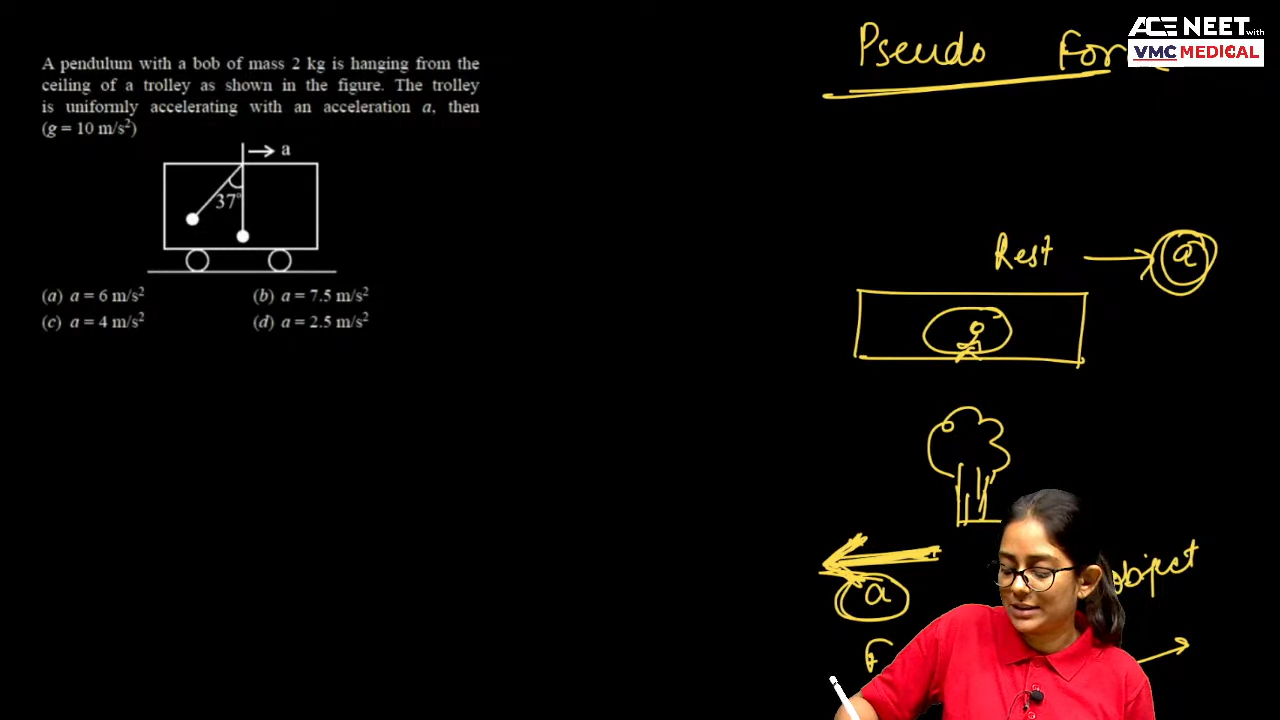 A pendulum with a bob of mass 2 kg is hanging from the
ceiling of a trolley as shown in the figure. The trolley
is uniformly accelerating with an acceleration a, then
(g = 10 m/s²)
a
37°
(a) a = 6 m/s² (b) a = 7.5 m/s²
(c) a = 4 m/s² (d) a = 2.5 m/s²
Pseudo
ACE NEET with
VMC MEDICAL
Rest a
object
a